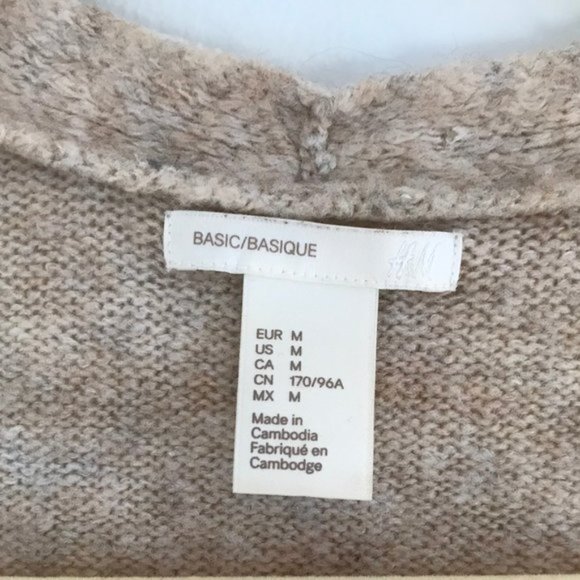 BASIC/BASIQUE H&M
EUR M
US M
CA M
CN 170/96A
MX M
Made in
Cambodia
Fabriqué en
Cambodge